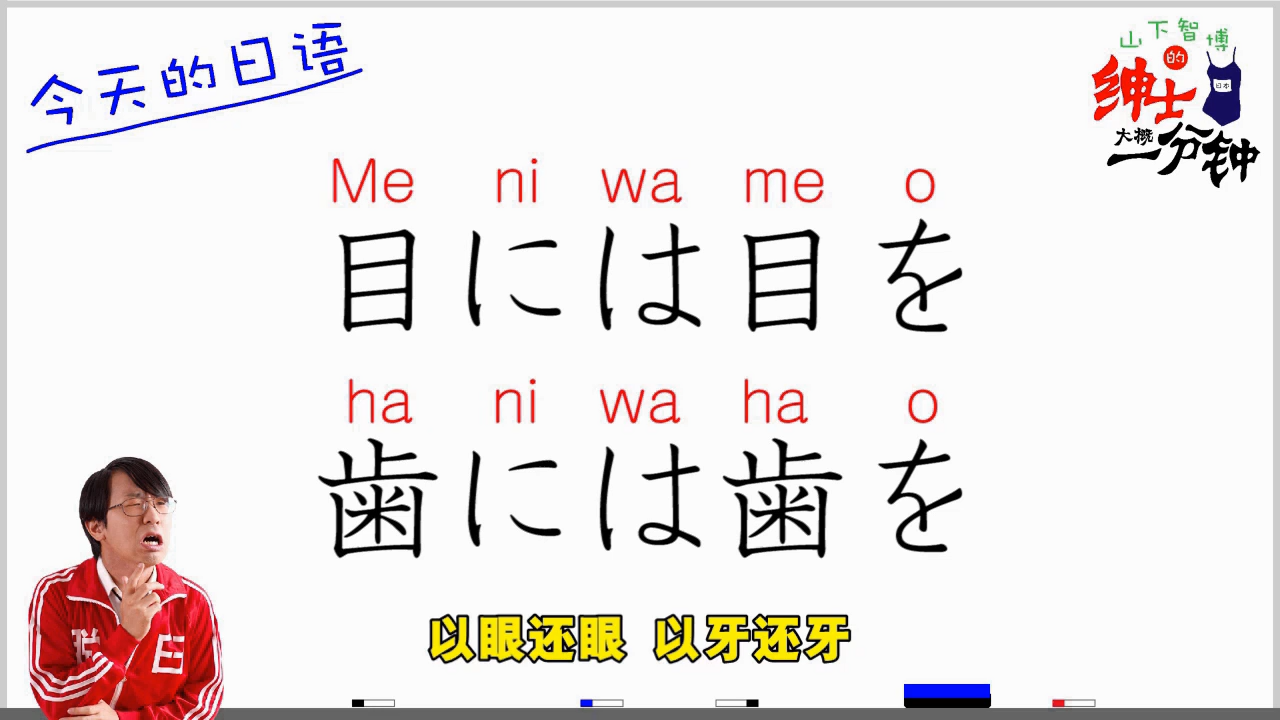 今天的日语
山下智博
的
绅士
日本
大概
一分钟
Me ni wa me o
目には目を
ha ni wa ha o
歯には歯を
以眼还眼 以牙还牙